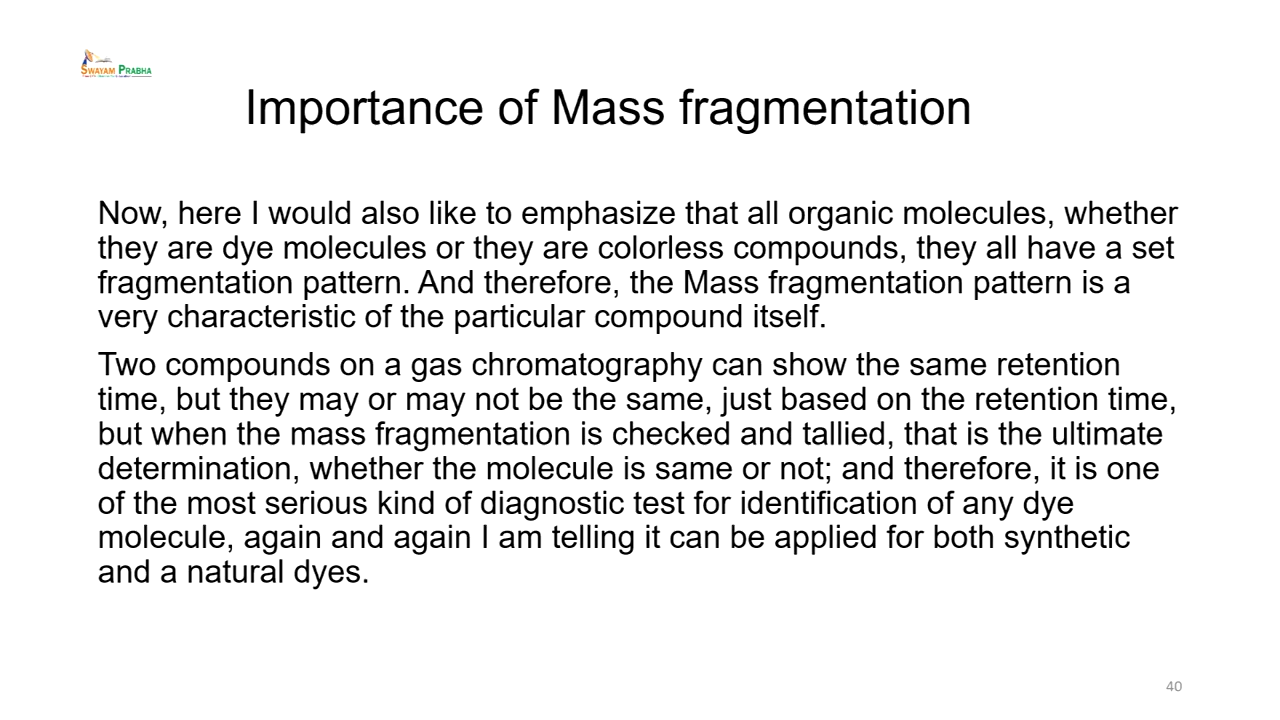 SWAYAM PRABHA
Importance of Mass fragmentation
Now, here I would also like to emphasize that all organic molecules, whether
they are dye molecules or they are colorless compounds, they all have a set
fragmentation pattern. And therefore, the Mass fragmentation pattern is a
very characteristic of the particular compound itself.
Two compounds on a gas chromatography can show the same retention
time, but they may or may not be the same, just based on the retention time,
but when the mass fragmentation is checked and tallied, that is the ultimate
determination, whether the molecule is same or not; and therefore, it is one
of the most serious kind of diagnostic test for identification of any dye
molecule, again and again I am telling it can be applied for both synthetic
and a natural dyes.
40